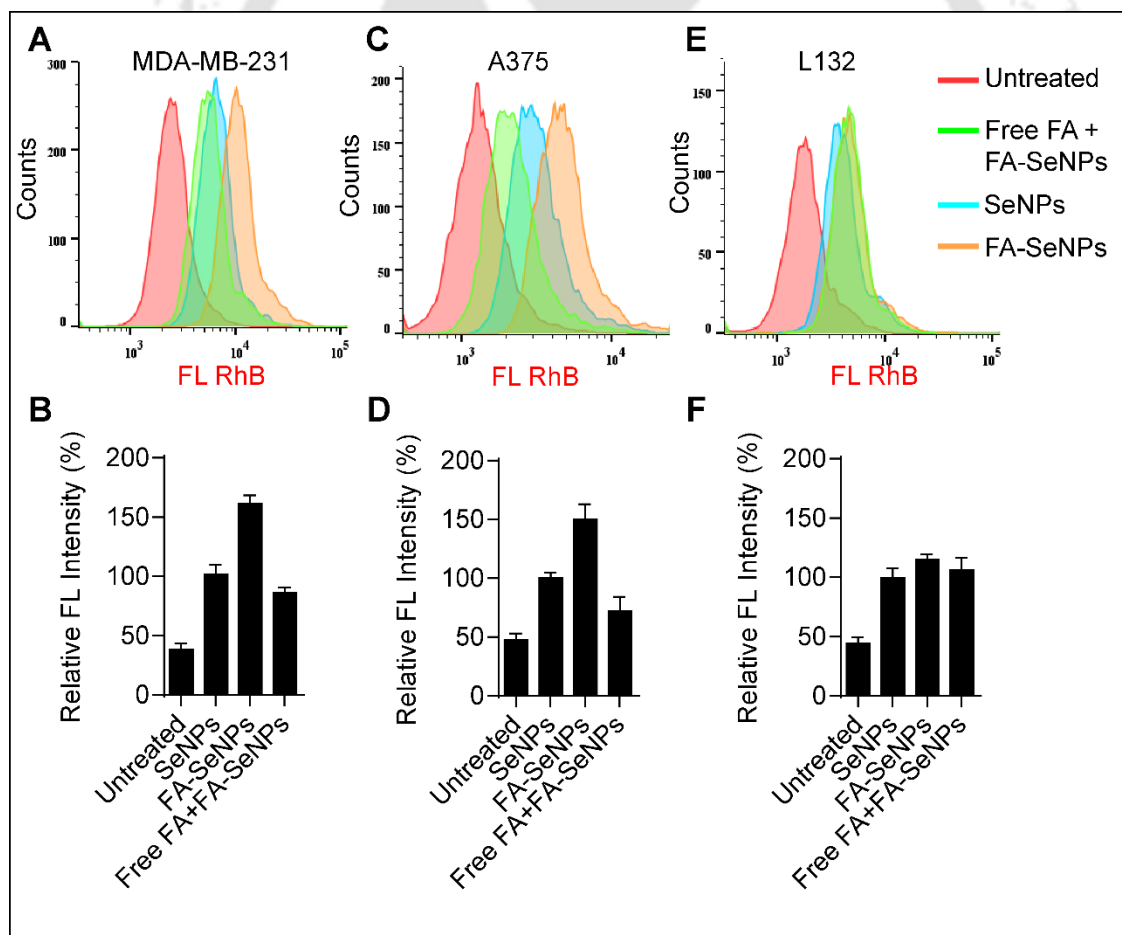 A
MDA-MB-231
300
250
200
150
100
0
Counts
10³
10⁴
10⁵
FL RhB
C
A375
200
150
100
50
0
Counts
10³
10⁴
FL RhB
E
L132
150
100
50
0
Counts
10³
10⁴
10⁵
FL RhB
Untreated
Free FA +
FA-SeNPs
SeNPs
FA-SeNPs
B
Relative FL Intensity (%)
200
150
100
50
0
Untreated
SeNPs
FA-SeNPs
Free FA+FA-SeNPs
D
Relative FL Intensity (%)
200
150
100
50
0
Untreated
SeNPs
FA-SeNPs
Free FA+FA-SeNPs
F
Relative FL Intensity (%)
200
150
100
50
0
Untreated
SeNPs
FA-SeNPs
Free FA+FA-SeNPs